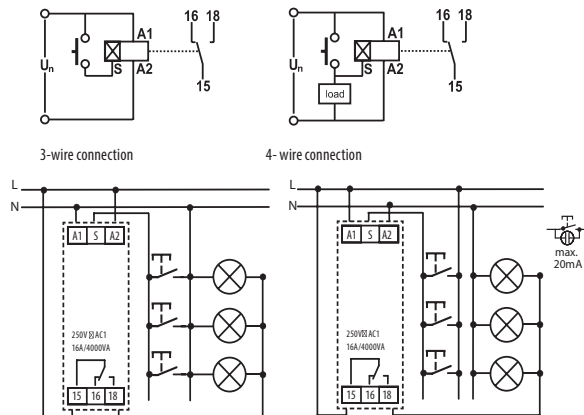 16 18
A1
Un
S
A2
15
16 18
A1
Un
S
A2
load
15
3-wire connection
4- wire connection
L
N
A1 S A2
250V AC1
16A/4000VA
15 16 18
L
N
A1 S A2
250V AC1
16A/4000VA
15 16 18
max.
20mA